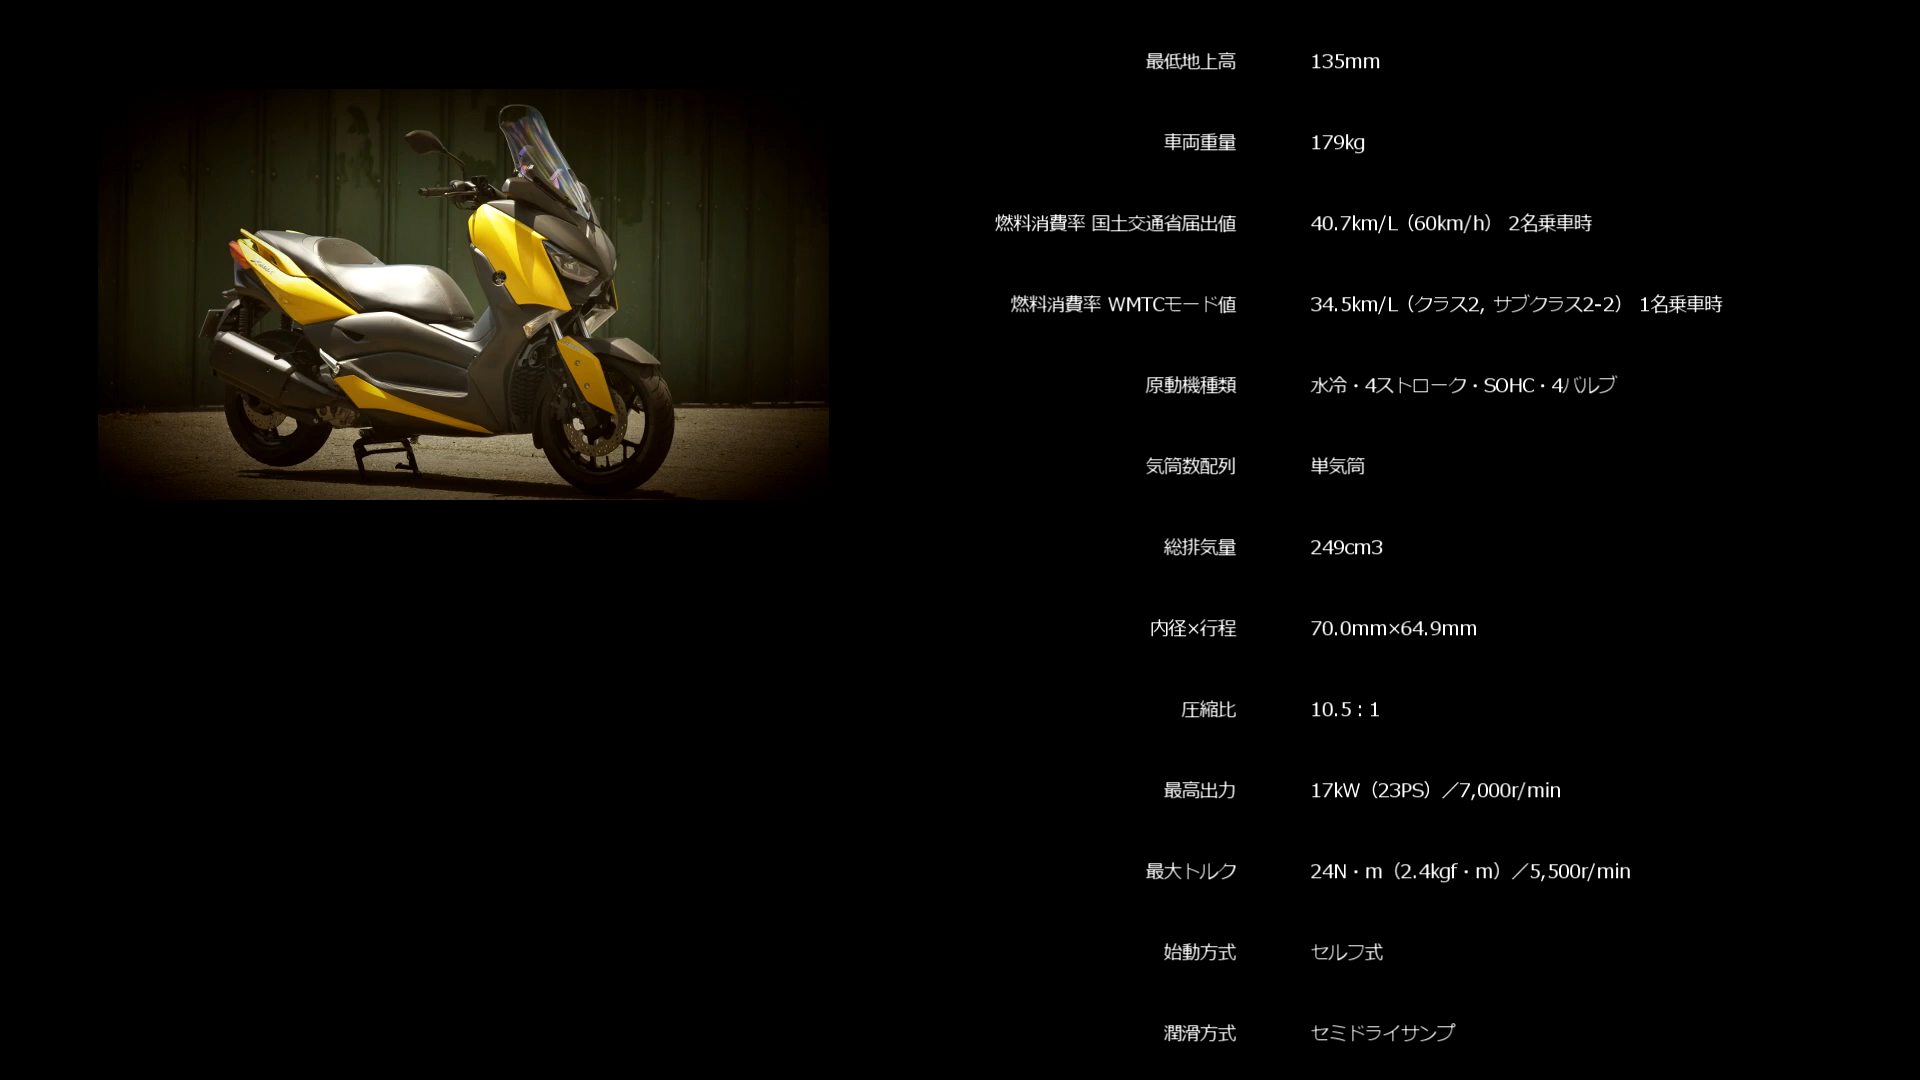 最低地上高 135mm
車両重量 179kg
燃料消費率 国土交通省届出値 40.7km/L（60km/h） 2名乗車時
燃料消費率 WMTCモード値 34.5km/L（クラス2, サブクラス2-2） 1名乗車時
原動機種類 水冷・4ストローク・SOHC・4バルブ
気筒数配列 単気筒
総排気量 249cm3
内径×行程 70.0mm×64.9mm
圧縮比 10.5 : 1
最高出力 17kW（23PS）／7,000r/min
最大トルク 24N・m（2.4kgf・m）／5,500r/min
始動方式 セルフ式
潤滑方式 セミドライサンプ